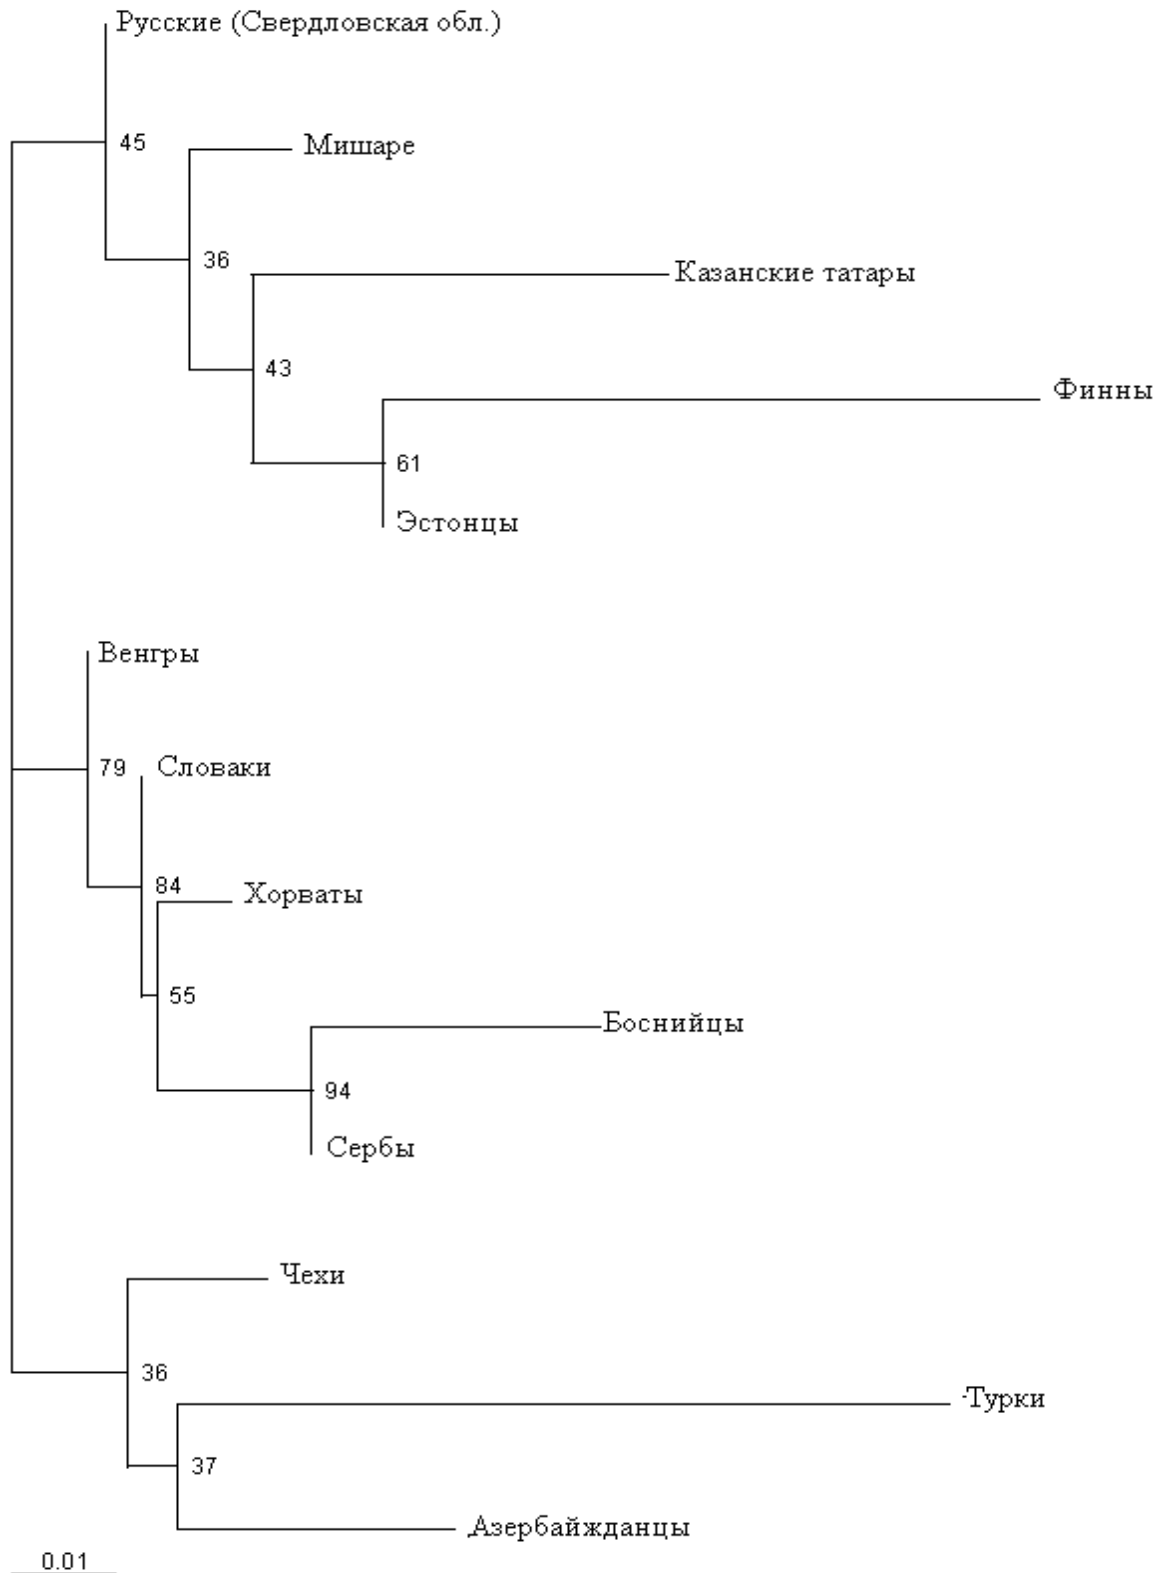 Русские (Свердловская обл.)
45
Мишаре
36
Казанские татары
43
Финны
61
Эстонцы
Венгры
79
Словаки
84
Хорваты
55
Боснийцы
94
Сербы
Чехи
36
Турки
37
Азербайжданцы
0.01